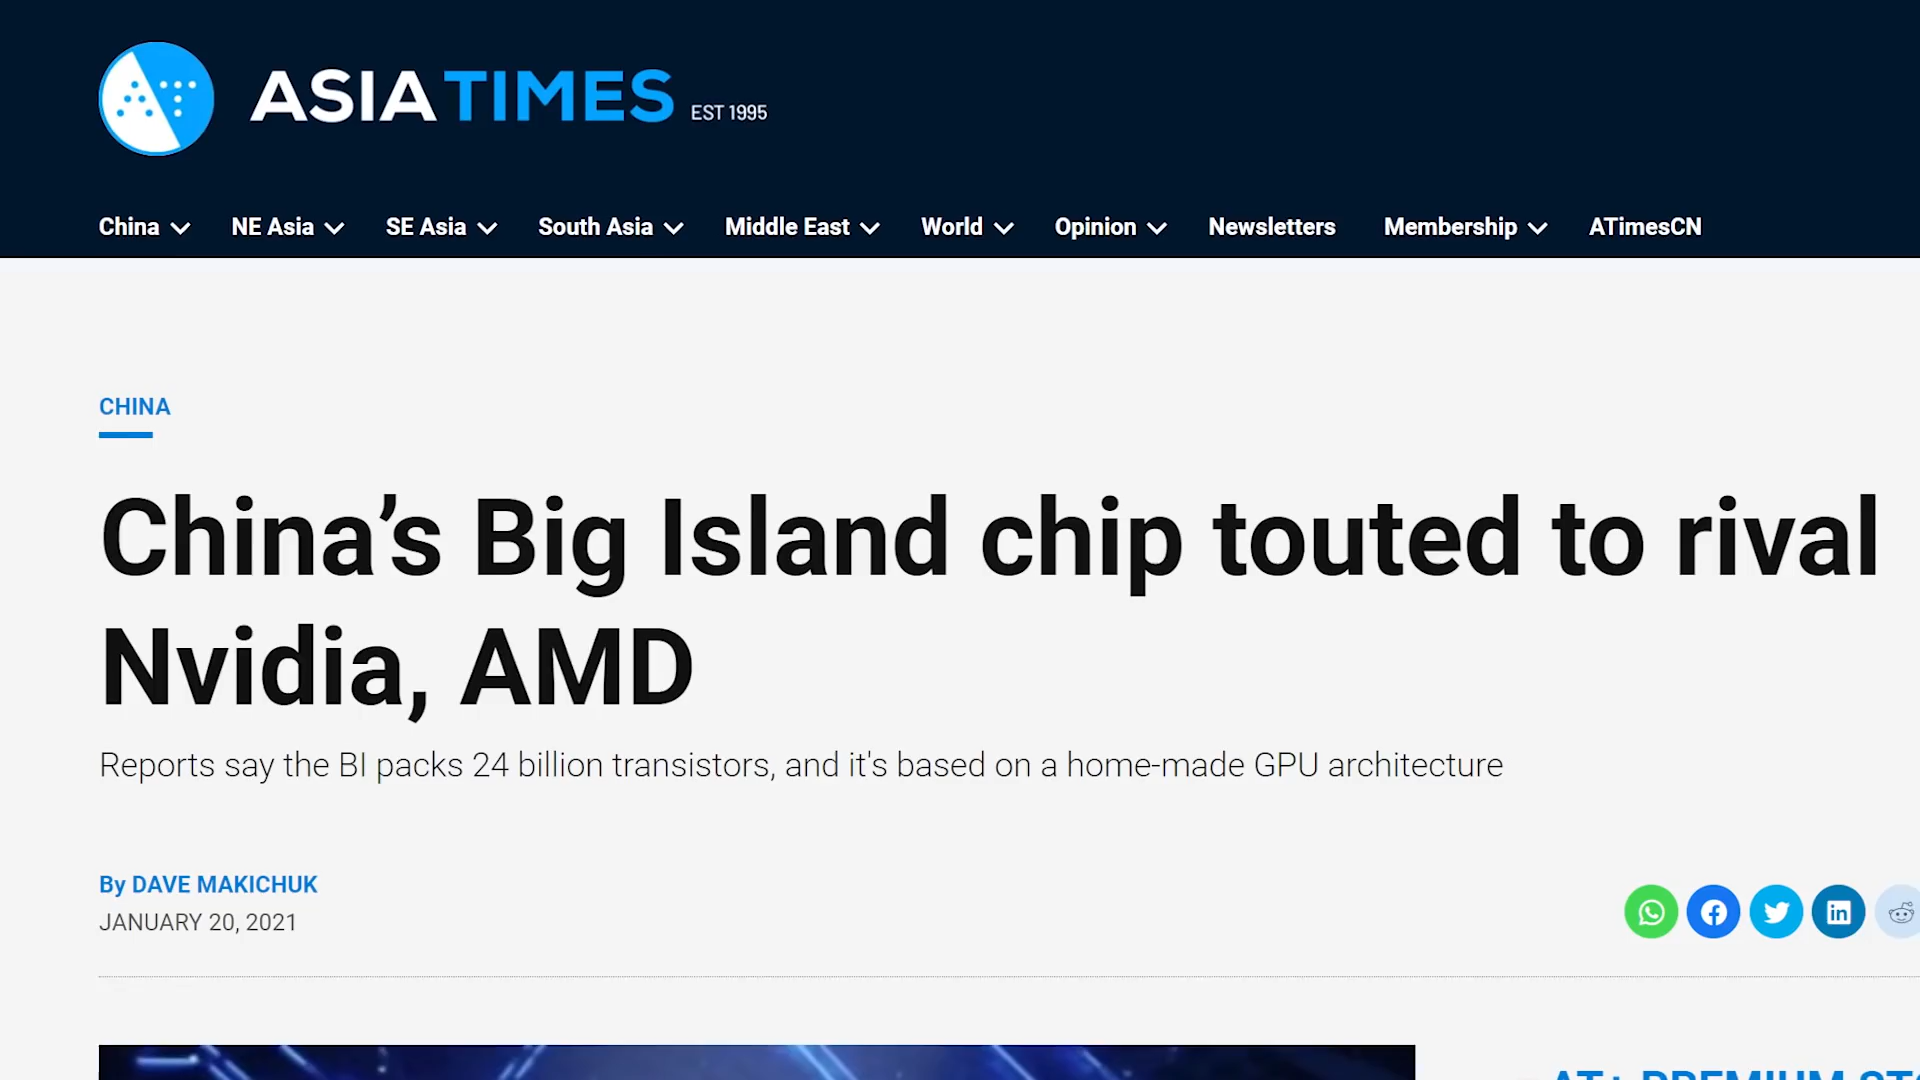 ASIA TIMES EST 1995
China NE Asia SE Asia South Asia Middle East World Opinion Newsletters Membership ATimesCN
CHINA
China’s Big Island chip touted to rival
Nvidia, AMD
Reports say the BI packs 24 billion transistors, and it's based on a home-made GPU architecture
By DAVE MAKICHUK
JANUARY 20, 2021
AT+ PREMIUM